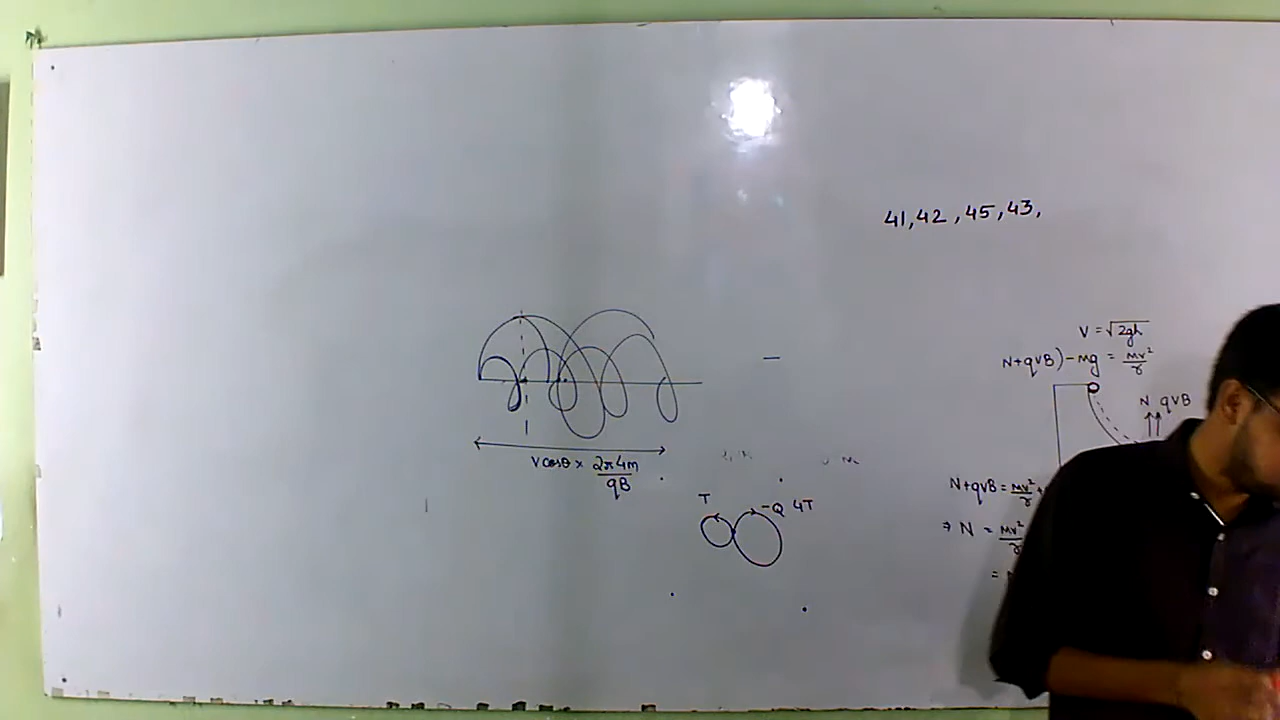 41, 42, 45, 43,
V = √2gh
N+qVB) - mg = mv²/r
N qVB
V cosθ × 2π4m/qB
T
-Q 4T
N+qVB = mv²/r +
⇒ N = mv²/r
=